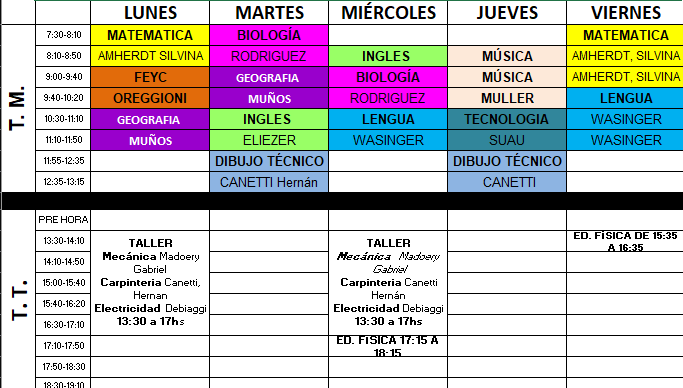 LUNES MARTES MIÉRCOLES JUEVES VIERNES
T. M.
7:30-8:10 MATEMATICA BIOLOGÍA MATEMATICA
8:10-8:50 AMHERDT SILVINA RODRIGUEZ INGLES MÚSICA AMHERDT, SILVINA
9:00-9:40 FEYC GEOGRAFIA BIOLOGÍA MÚSICA AMHERDT, SILVINA
9:40-10:20 OREGGIONI MUÑOS RODRIGUEZ MULLER LENGUA
10:30-11:10 GEOGRAFIA INGLES LENGUA TECNOLOGIA WASINGER
11:10-11:50 MUÑOS ELIEZER WASINGER SUAU WASINGER
11:55-12:35 DIBUJO TÉCNICO DIBUJO TÉCNICO
12:35-13:15 CANETTI Hernán CANETTI
T. T.
PRE HORA
13:30-14:10
14:10-14:50
15:00-15:40
15:40-16:20
16:30-17:10
17:10-17:50
17:50-18:30
18:30-19:10
TALLER
Mecánica Madoery
Gabriel
Carpinteria Canetti,
Hernan
Electricidad Debiaggi
13:30 a 17hs
TALLER
Mecánica Madoery
Gabriel
Carpinteria Canetti
Hernán
Electricidad Debiaggi
13:30 a 17hs
ED. FíSICA 17:15 A
18:15
ED. FíSICA DE 15:35
A 16:35